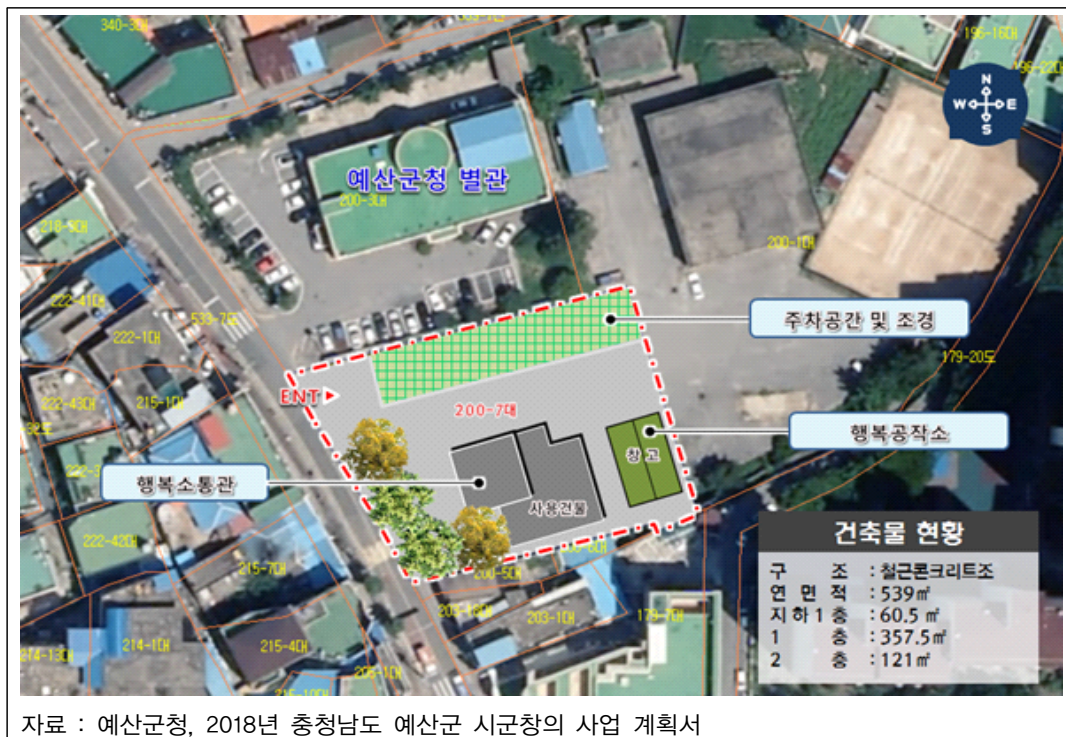 340-3대
196-16대
196-22대
N
W E
S
예산군청 별관
200-3대
218-9대
200-1대
222-41대
533-7도
222-1대
주차공간 및 조경
179-20도
ENT
222-43대
215-1대
200-7대
행복공작소
창고
행복소통관
사용건물
222-42대
215-7대
200-5대
203-1대
179-7대
214-1대
215-4대
214-13대
건축물 현황
구 조 : 철근콘크리트조
연 면 적 : 539㎡
지 하 1 층 : 60.5 ㎡
1 층 : 357.5㎡
2 층 : 121㎡
자료 : 예산군청, 2018년 충청남도 예산군 시군창의 사업 계획서